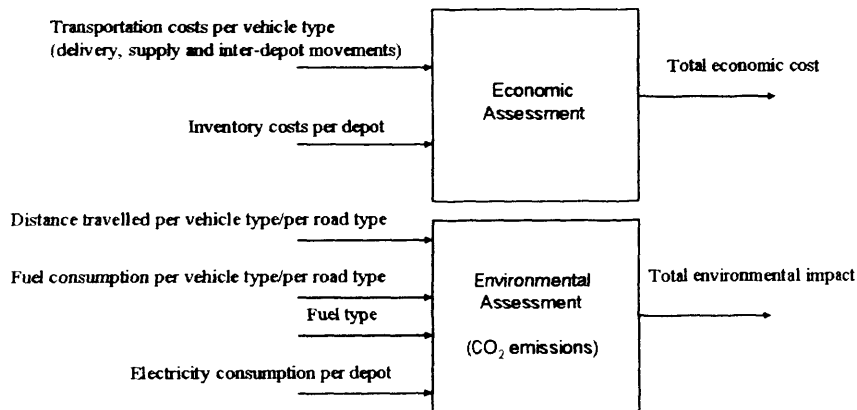 Transportation costs per vehicle type
(delivery, supply and inter-depot movements)
Inventory costs per depot
Economic
Assessment
Total economic cost
Distance travelled per vehicle type/per road type
Fuel consumption per vehicle type/per road type
Fuel type
Electricity consumption per depot
Environmental
Assessment
(CO₂ emissions)
Total environmental impact